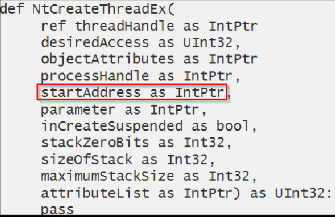 def NtCreateThreadEx(
ref threadHandle as IntPtr
desiredAccess as UInt32,
objectAttributes as IntPtr
processHandle as IntPtr,
startAddress as IntPtr,
parameter as IntPtr,
inCreateSuspended as bool,
stackZeroBits as Int32,
sizeOfStack as Int32,
maximumStackSize as Int32,
attributeList as IntPtr) as UInt32:
pass